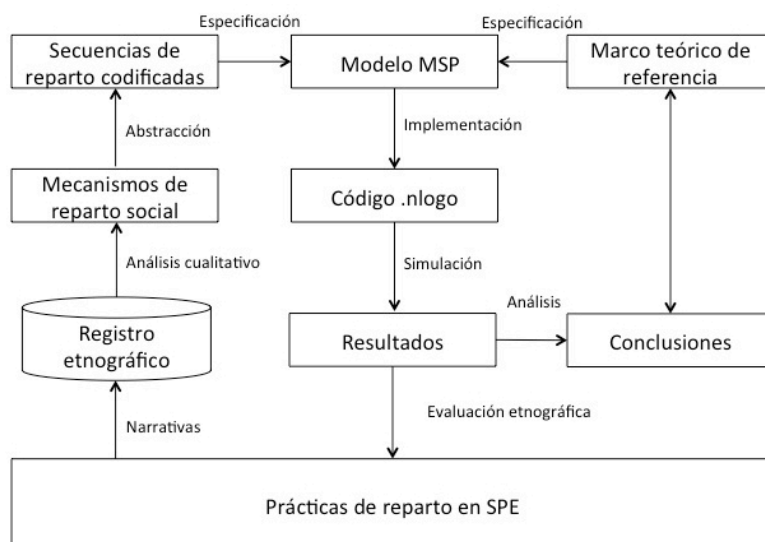 Especificación
Especificación
Secuencias de
reparto codificadas
Modelo MSP
Marco teórico de
referencia
Abstracción
Implementación
Mecanismos de
reparto social
Código .nlogo
Análisis cualitativo
Simulación
Registro
etnográfico
Resultados
Análisis
Conclusiones
Narrativas
Evaluación etnográfica
Prácticas de reparto en SPE